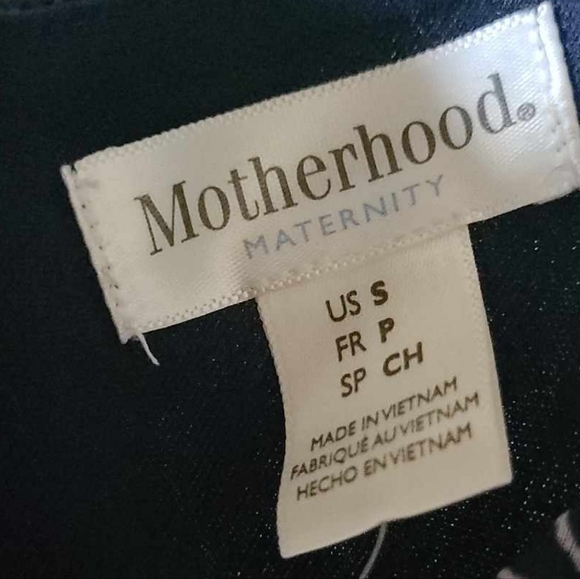 Motherhood®
MATERNITY
US S
FR P
SP CH
MADE IN VIETNAM
FABRIQUÉ AU VIETNAM
HECHO EN VIETNAM